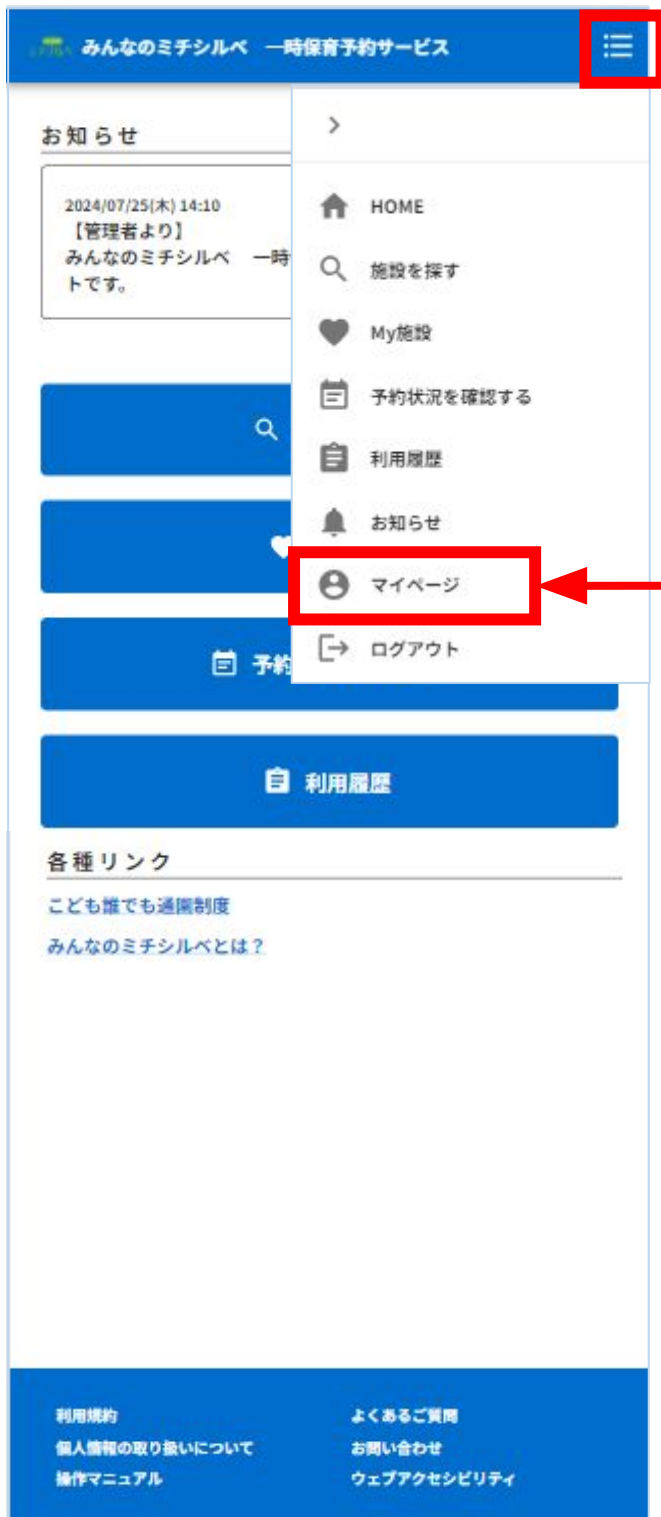 みんなのミチシルベ　一時保育予約サービス
お知らせ
2024/07/25(木) 14:10
【管理者より】
みんなのミチシルベ　一時
トです。
HOME
施設を探す
My施設
予約状況を確認する
利用履歴
お知らせ
マイページ
ログアウト
予約
利用履歴
各種リンク
こども誰でも通園制度
みんなのミチシルベとは？
利用規約
個人情報の取り扱いについて
操作マニュアル
よくあるご質問
お問い合わせ
ウェブアクセシビリティ